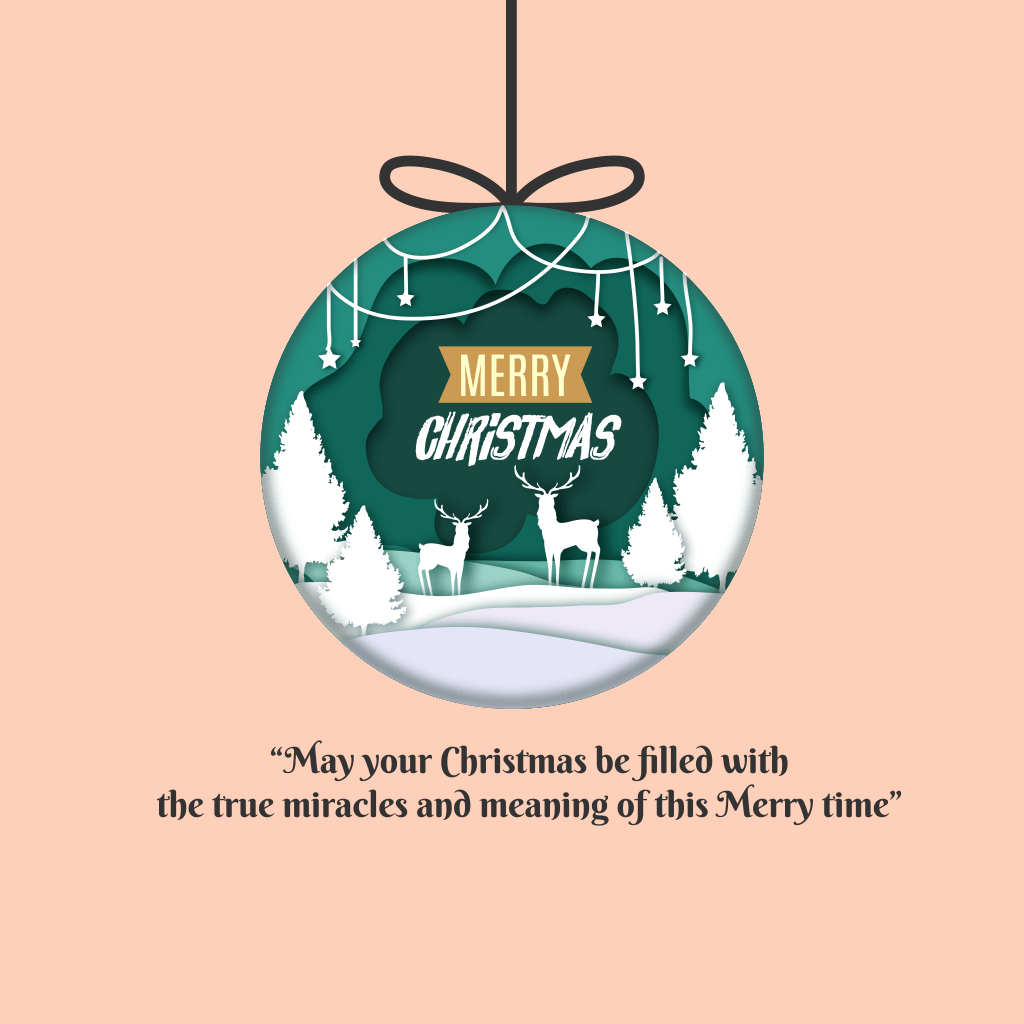 MERRY
CHRISTMAS
“May your Christmas be filled with
the true miracles and meaning of this Merry time”